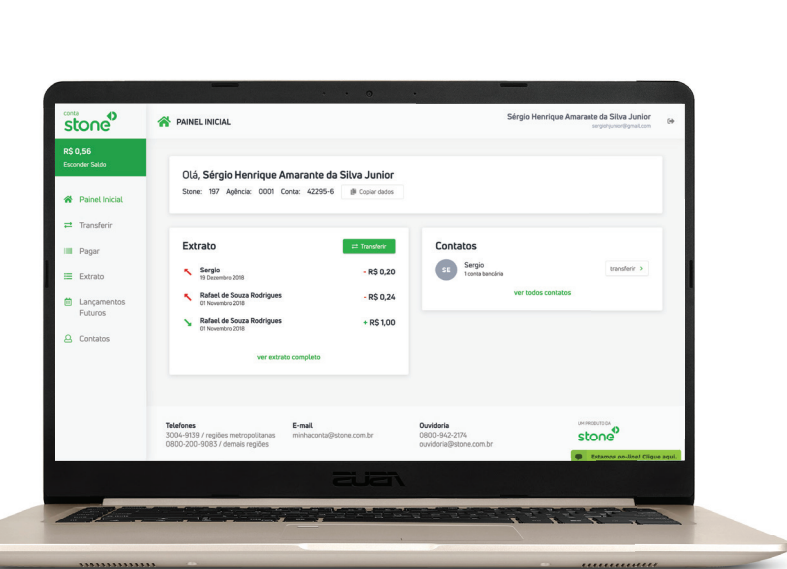 conta
stone
R$ 0,56
Esconder Saldo
Painel Inicial
Transferir
Pagar
Extrato
Lançamentos
Futuros
Contatos
PAINEL INICIAL
Sérgio Henrique Amarante da Silva Junior
sergiohjunior@gmail.com
Olá, Sérgio Henrique Amarante da Silva Junior
Stone: 197 Agência: 0001 Conta: 42295-6 Copiar dados
Extrato
Transferir
Sergio - R$ 0,20
19 Dezembro 2018
Rafael de Souza Rodrigues - R$ 0,24
01 Novembro 2018
Rafael de Souza Rodrigues + R$ 1,00
01 Novembro 2018
ver extrato completo
Contatos
SE
Sergio
1 conta bancária
transferir >
ver todos contatos
Telefones
3004-9139 / regiões metropolitanas
0800-200-9083 / demais regiões
E-mail
minhaconta@stone.com.br
Ouvidoria
0800-942-2174
ouvidoria@stone.com.br
UM PRODUTO DA
stone
Estamos on-line! Clique aqui.